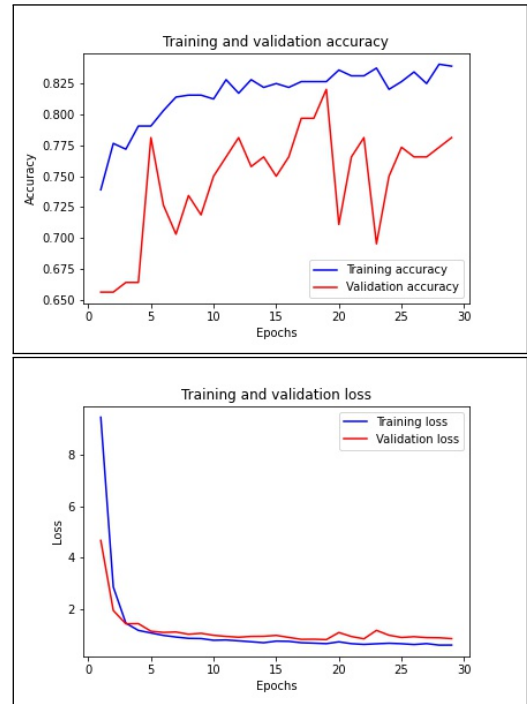 Training and validation accuracy
0.825
0.800
0.775
0.750
0.725
0.700
0.675
0.650
Accuracy
Training accuracy
Validation accuracy
0 5 10 15 20 25 30
Epochs
Training and validation loss
Training loss
Validation loss
8
6
4
2
Loss
0 5 10 15 20 25 30
Epochs